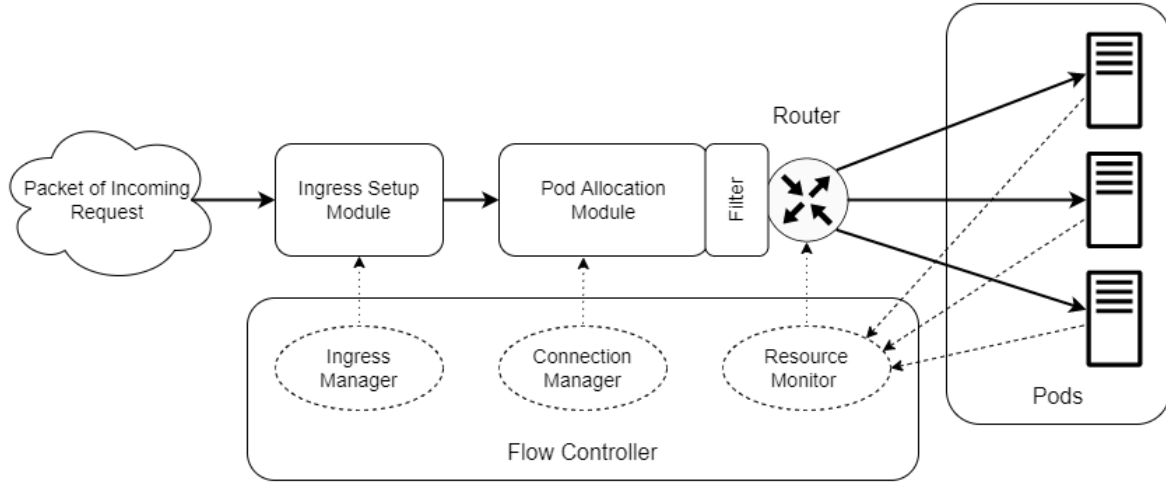 Router
Packet of Incoming
Request
Ingress Setup
Module
Pod Allocation
Module
Filter
Ingress
Manager
Connection
Manager
Resource
Monitor
Pods
Flow Controller